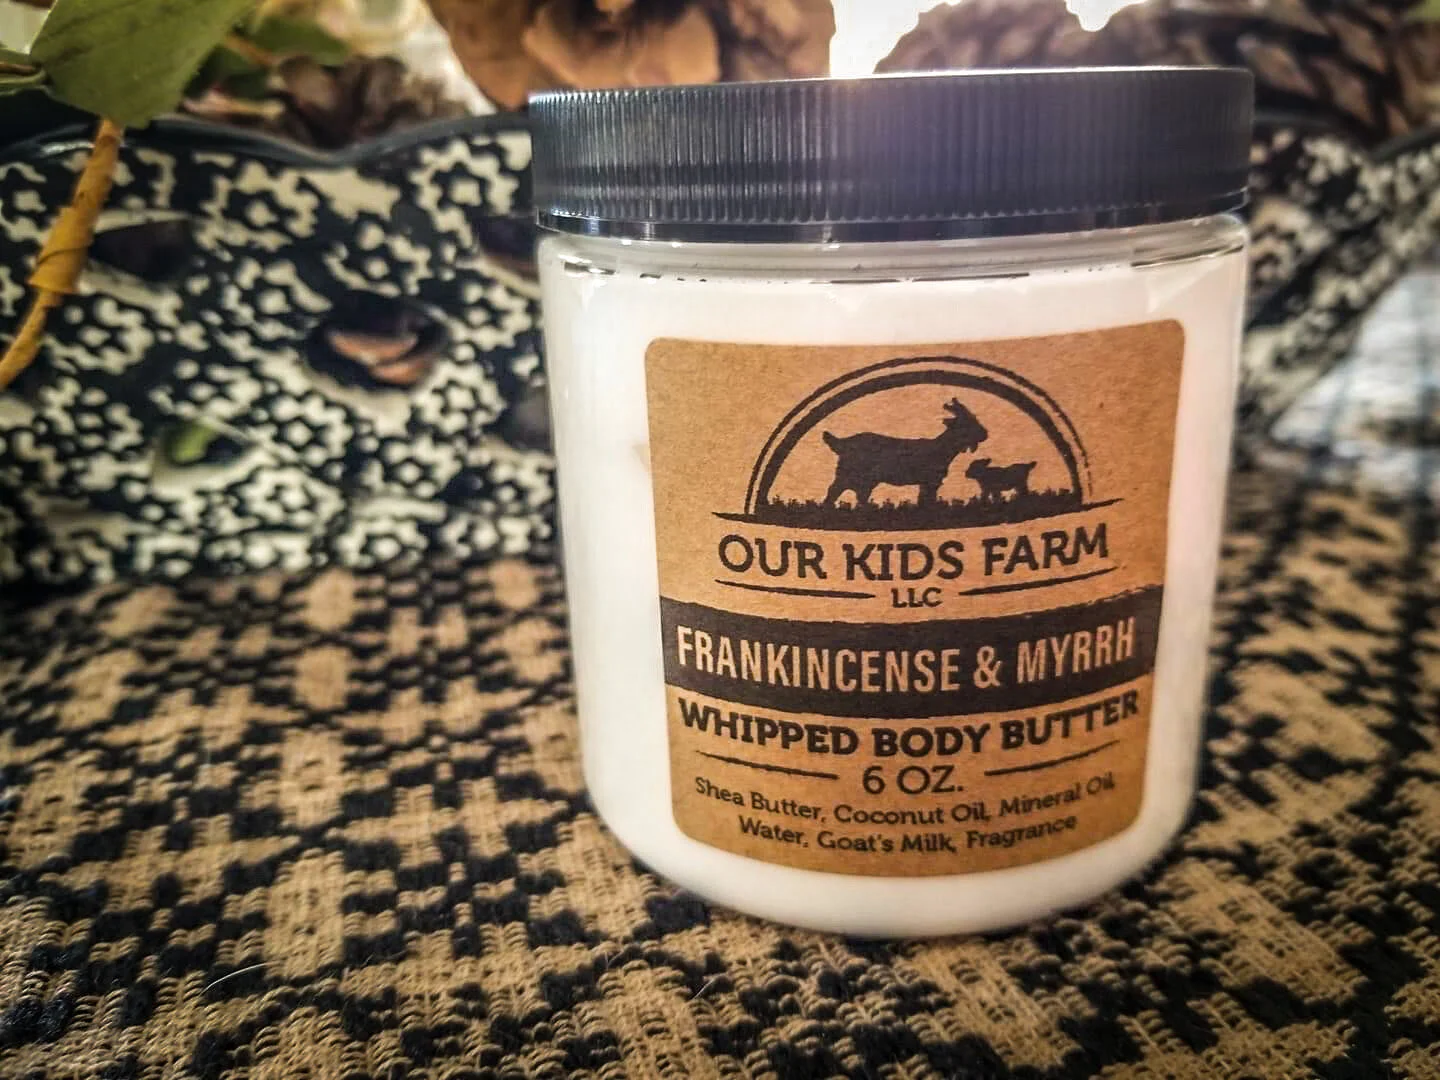 OUR KIDS FARM
LLC
FRANKINCENSE & MYRRH
WHIPPED BODY BUTTER
6 OZ.
Shea Butter, Coconut Oil, Mineral Oil,
Water, Goat's Milk, Fragrance